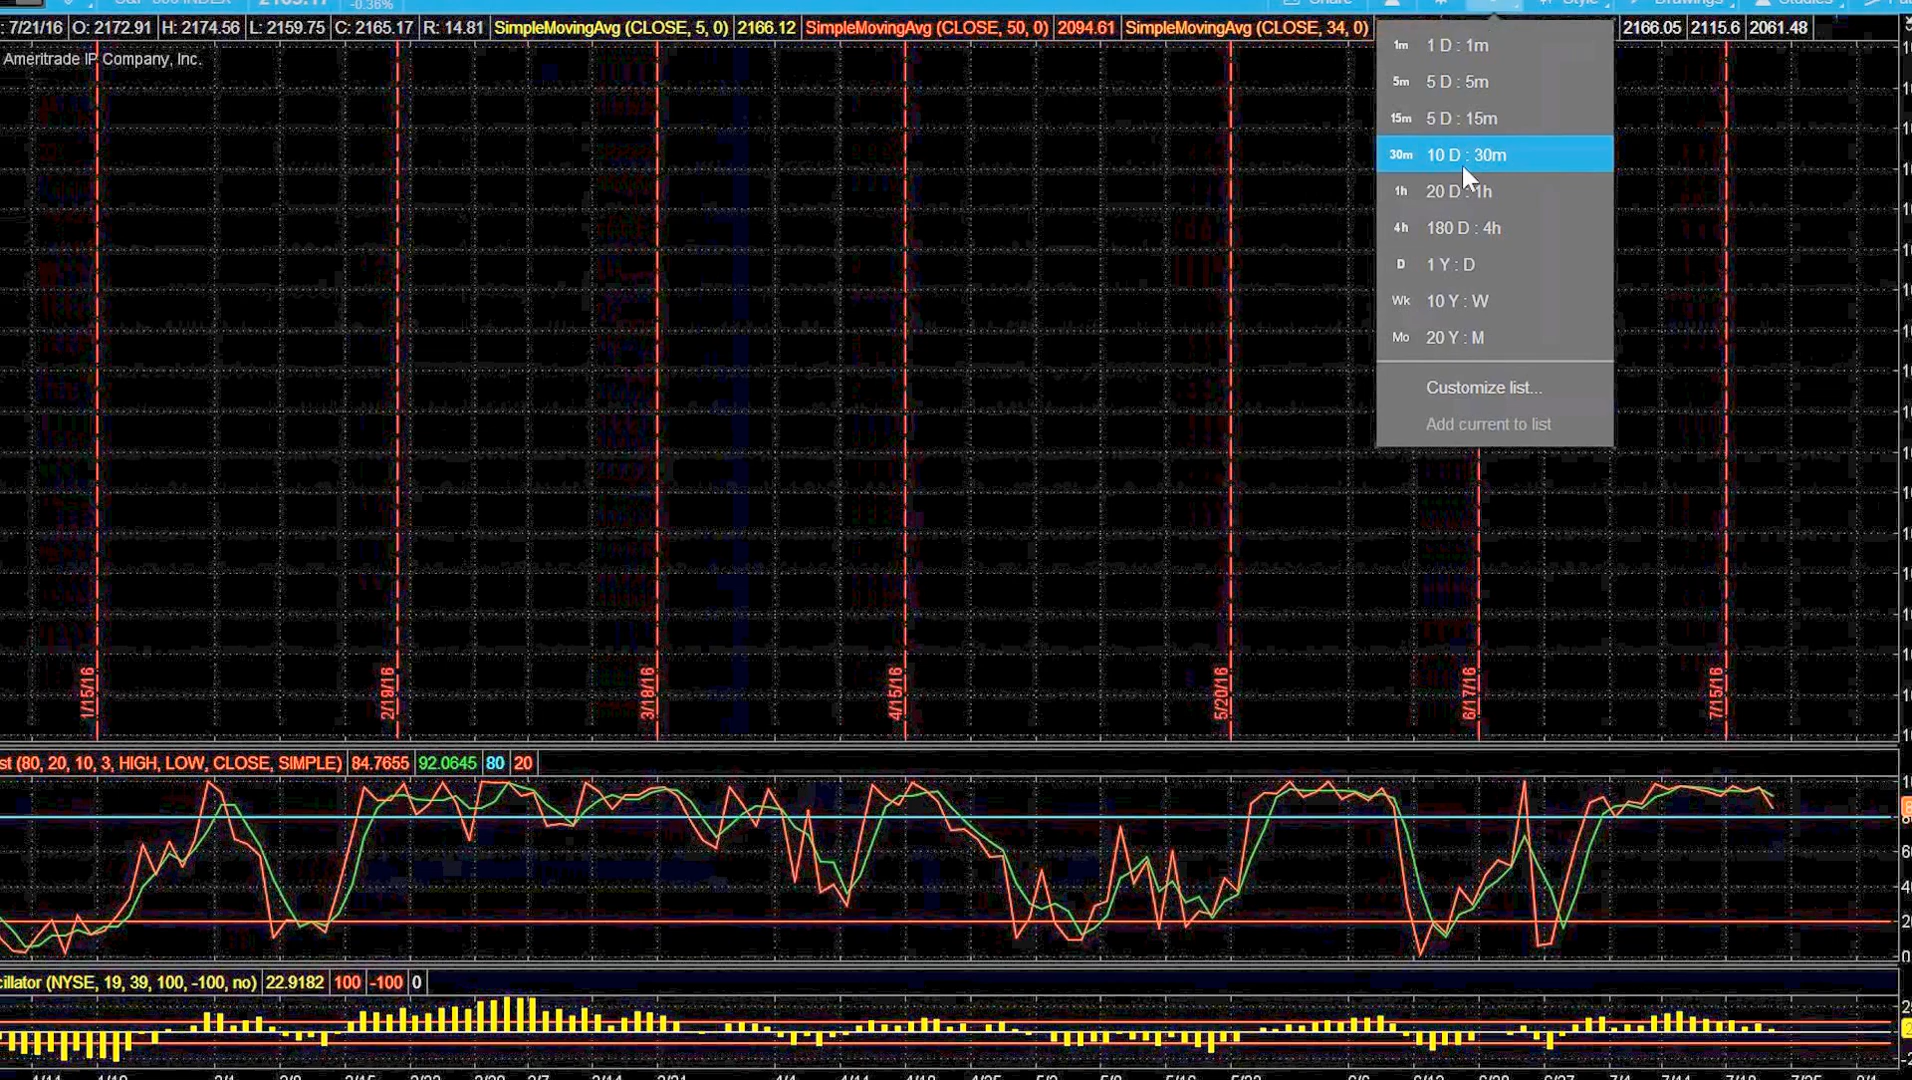 -0.36%
Share
Style
Drawings
Studies
: 7/21/16 O: 2172.91 H: 2174.56 L: 2159.75 C: 2165.17 R: 14.81 SimpleMovingAvg (CLOSE, 5, 0) 2166.12 SimpleMovingAvg (CLOSE, 50, 0) 2094.61 SimpleMovingAvg (CLOSE, 34, 0) 2166.05 2115.6 2061.48
Ameritrade IP Company, Inc.
1m 1 D : 1m
5m 5 D : 5m
15m 5 D : 15m
30m 10 D : 30m
1h 20 D : 1h
4h 180 D : 4h
D 1 Y : D
Wk 10 Y : W
Mo 20 Y : M
Customize list...
Add current to list
1/15/16 2/19/16 3/18/16 4/15/16 5/20/16 6/17/16 7/15/16
st (80, 20, 10, 3, HIGH, LOW, CLOSE, SIMPLE) 84.7655 92.0645 80 20
cillator (NYSE, 19, 39, 100, -100, no) 22.9182 100 -100 0